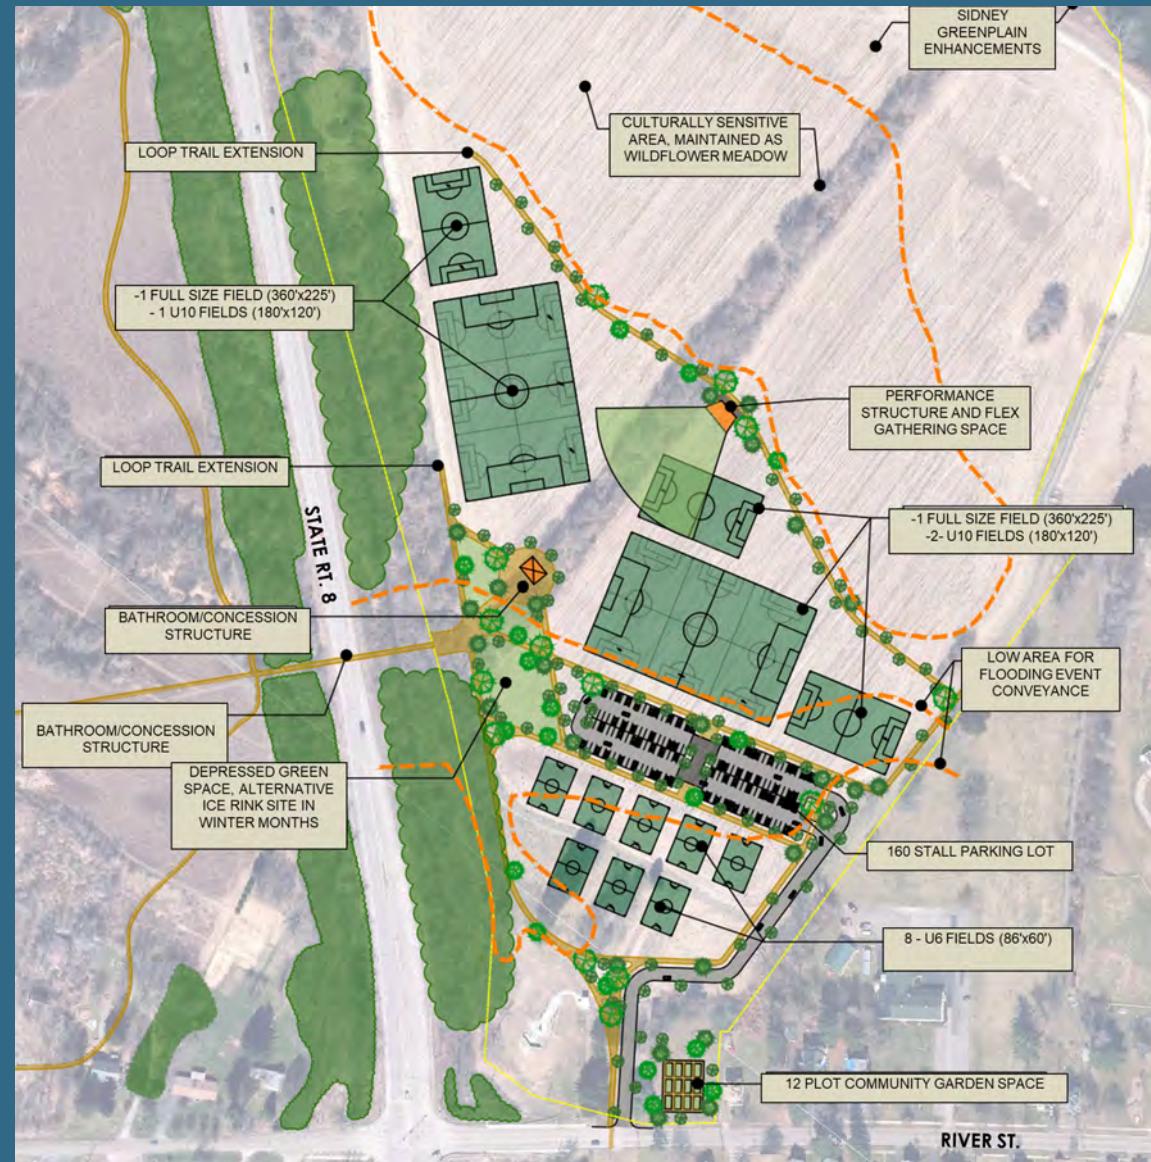 SIDNEY
GREENPLAIN
ENHANCEMENTS
CULTURALLY SENSITIVE
AREA, MAINTAINED AS
WILDFLOWER MEADOW
LOOP TRAIL EXTENSION
-1 FULL SIZE FIELD (360'x225')
- 1 U10 FIELDS (180'x120')
PERFORMANCE
STRUCTURE AND FLEX
GATHERING SPACE
LOOP TRAIL EXTENSION
STATE RT. 8
-1 FULL SIZE FIELD (360'x225')
-2- U10 FIELDS (180'x120')
BATHROOM/CONCESSION
STRUCTURE
LOW AREA FOR
FLOODING EVENT
CONVEYANCE
BATHROOM/CONCESSION
STRUCTURE
DEPRESSED GREEN
SPACE, ALTERNATIVE
ICE RINK SITE IN
WINTER MONTHS
160 STALL PARKING LOT
8 - U6 FIELDS (86'x60')
12 PLOT COMMUNITY GARDEN SPACE
RIVER ST.